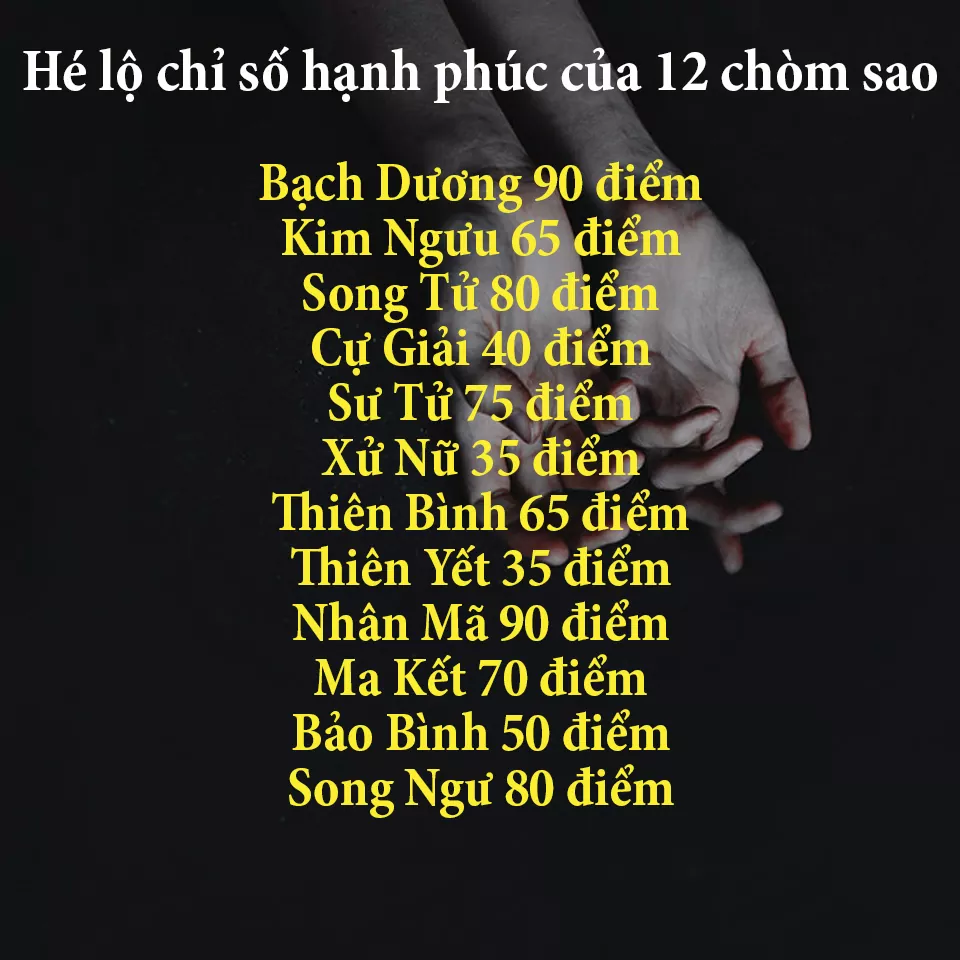 Hé lộ chỉ số hạnh phúc của 12 chòm sao
Bạch Dương 90 điểm
Kim Ngưu 65 điểm
Song Tử 80 điểm
Cự Giải 40 điểm
Sư Tử 75 điểm
Xử Nữ 35 điểm
Thiên Bình 65 điểm
Thiên Yết 35 điểm
Nhân Mã 90 điểm
Ma Kết 70 điểm
Bảo Bình 50 điểm
Song Ngư 80 điểm